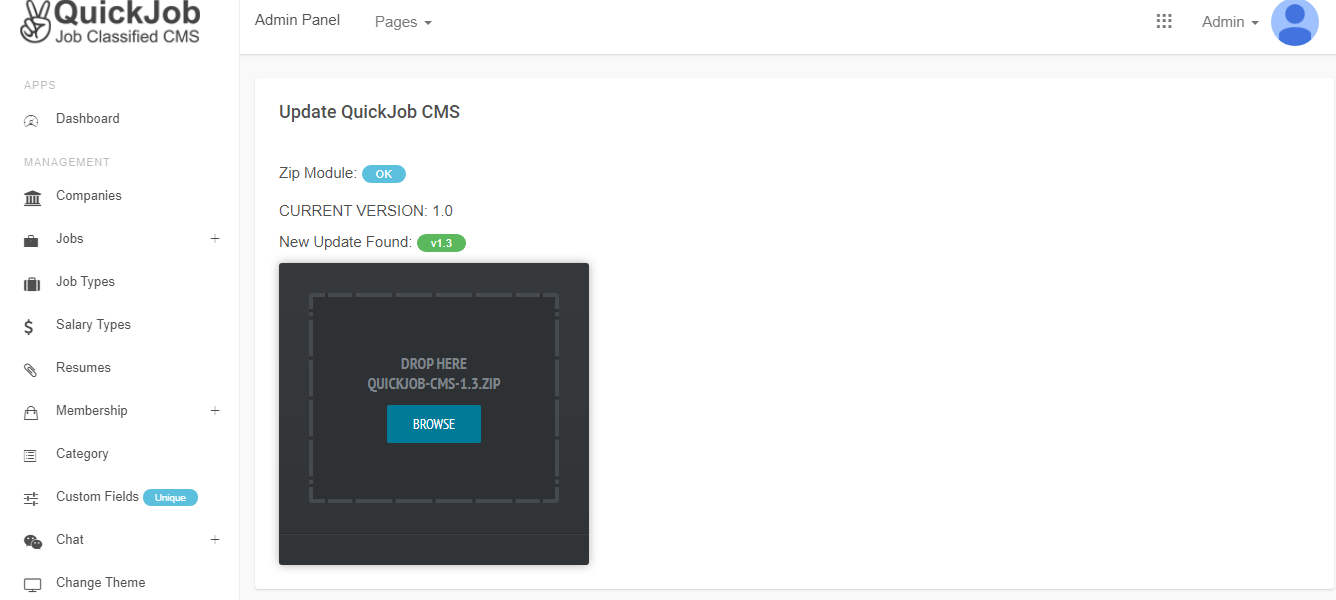 QuickJob
Job Classified CMS
Admin Panel
Pages
Admin
APPS
Dashboard
MANAGEMENT
Companies
Jobs
Job Types
Salary Types
Resumes
Membership
Category
Custom Fields Unique
Chat
Change Theme
Update QuickJob CMS
Zip Module: OK
CURRENT VERSION: 1.0
New Update Found: v1.3
DROP HERE
QUICKJOB-CMS-1.3.ZIP
BROWSE